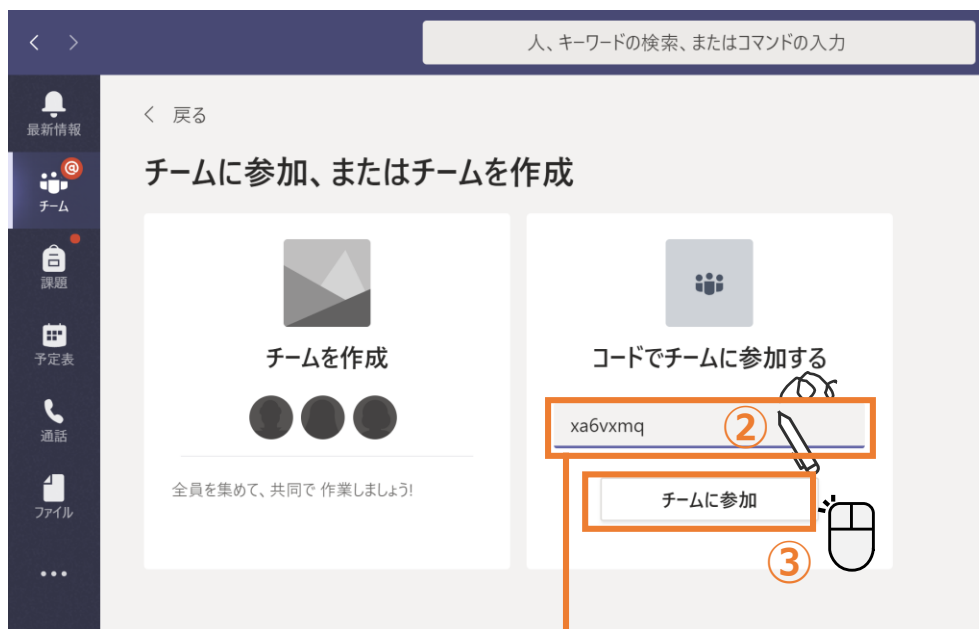 人、キーワードの検索、またはコマンドの入力
最新情報
チーム
課題
予定表
通話
ファイル
戻る
チームに参加、またはチームを作成
チームを作成
全員を集めて、共同で 作業しましょう!
コードでチームに参加する
xa6vxmq
②
チームに参加
③